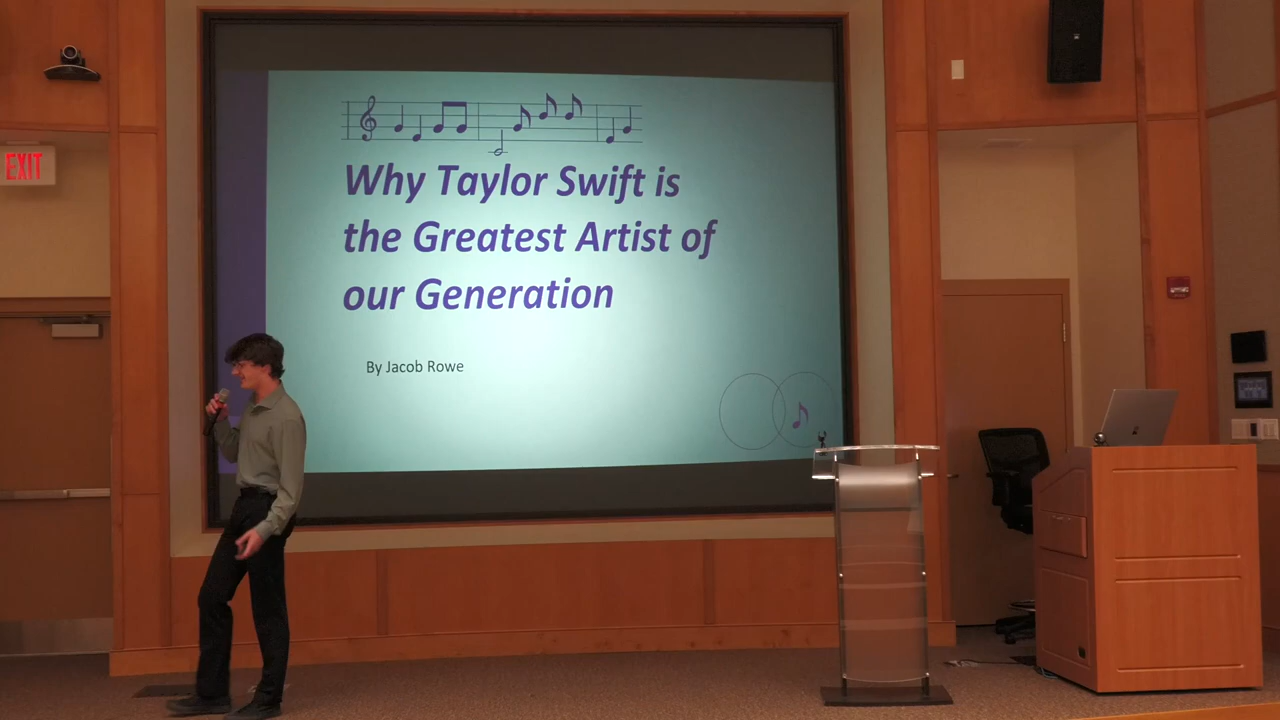 EXIT
Why Taylor Swift is
the Greatest Artist of
our Generation
By Jacob Rowe